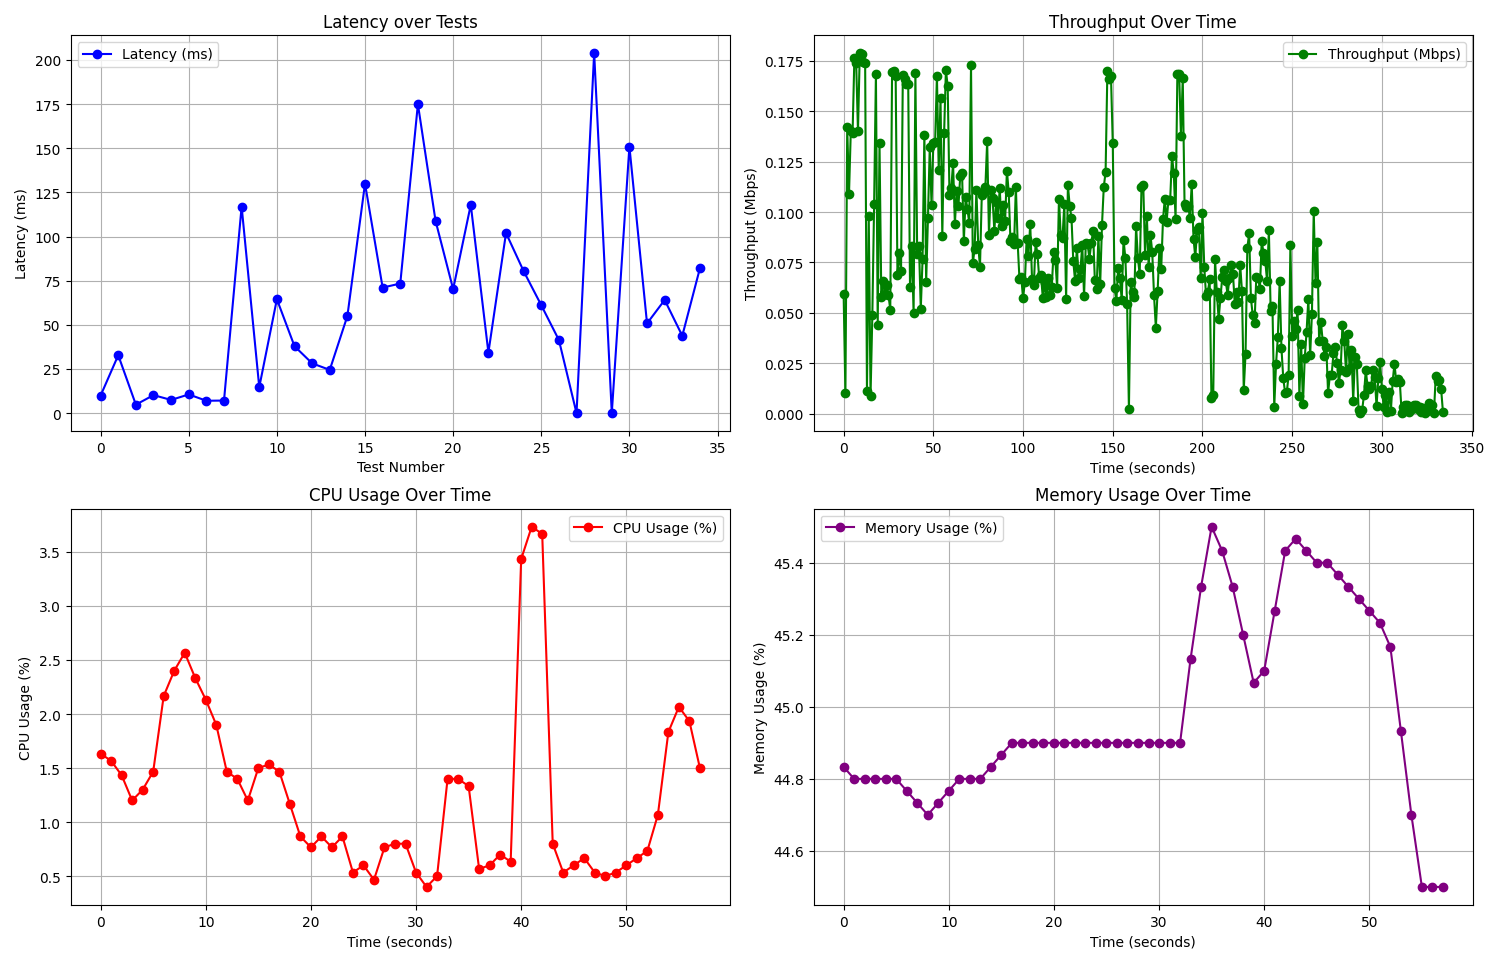 Latency over Tests
Latency (ms)
200
175
150
125
100
75
50
25
0
Latency (ms)
0 5 10 15 20 25 30 35
Test Number
Throughput Over Time
Throughput (Mbps)
0.175
0.150
0.125
0.100
0.075
0.050
0.025
0.000
Throughput (Mbps)
0 50 100 150 200 250 300 350
Time (seconds)
CPU Usage Over Time
CPU Usage (%)
3.5
3.0
2.5
2.0
1.5
1.0
0.5
CPU Usage (%)
0 10 20 30 40 50
Time (seconds)
Memory Usage Over Time
Memory Usage (%)
45.4
45.2
45.0
44.8
44.6
Memory Usage (%)
0 10 20 30 40 50
Time (seconds)